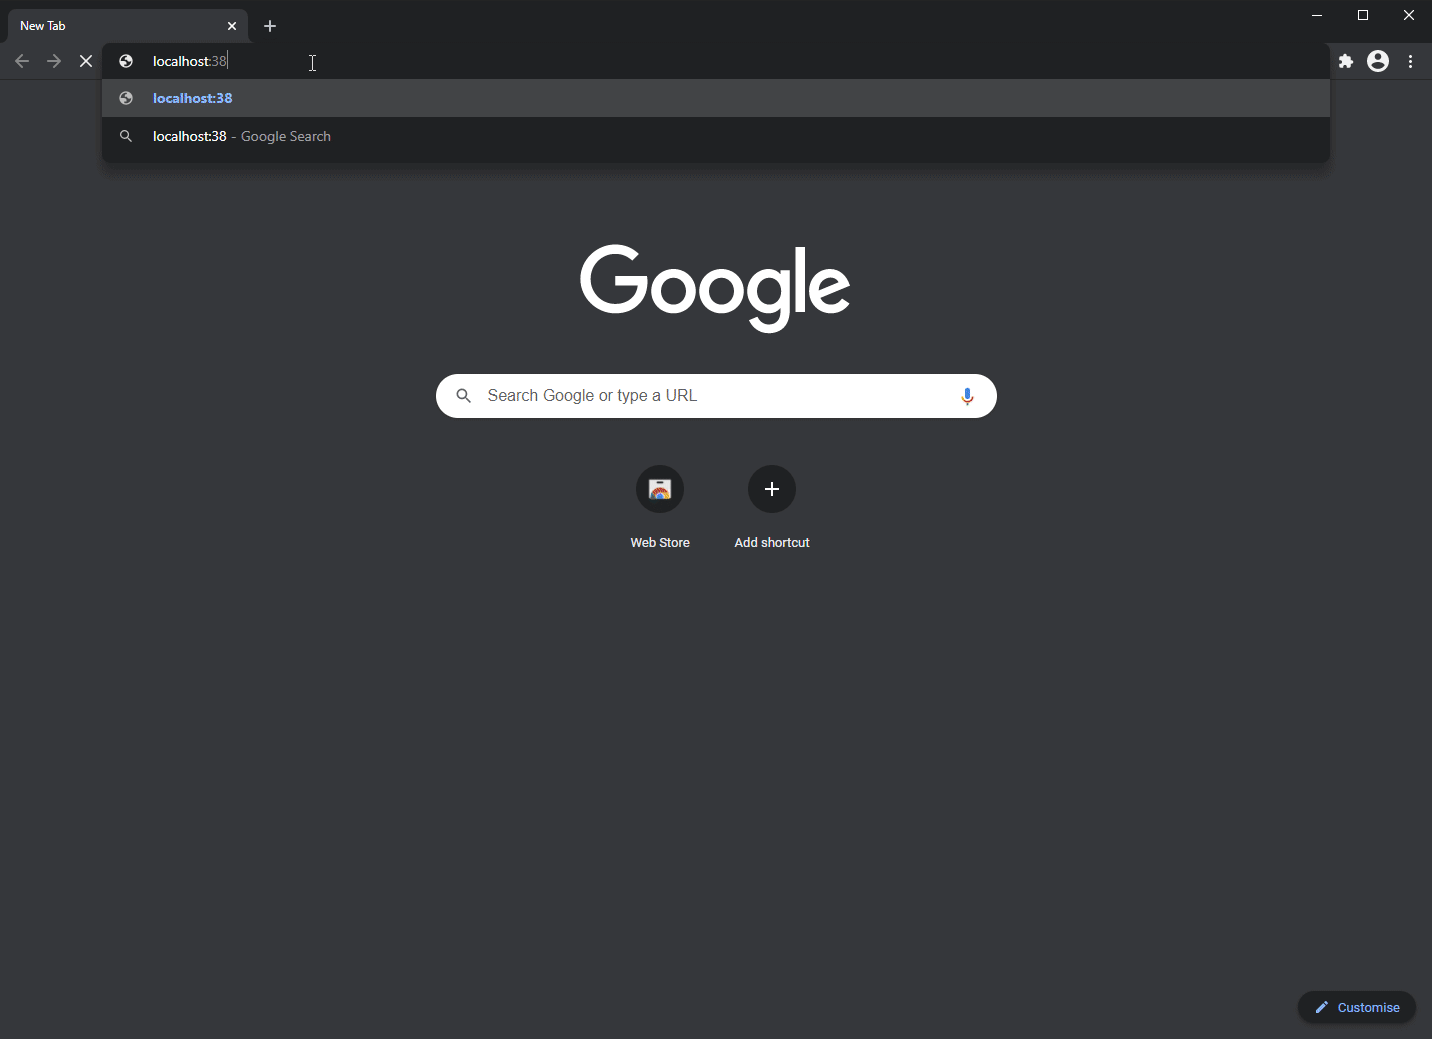 New Tab
localhost:38
localhost:38
localhost:38 - Google Search
Google
Search Google or type a URL
Web Store
Add shortcut
Customise